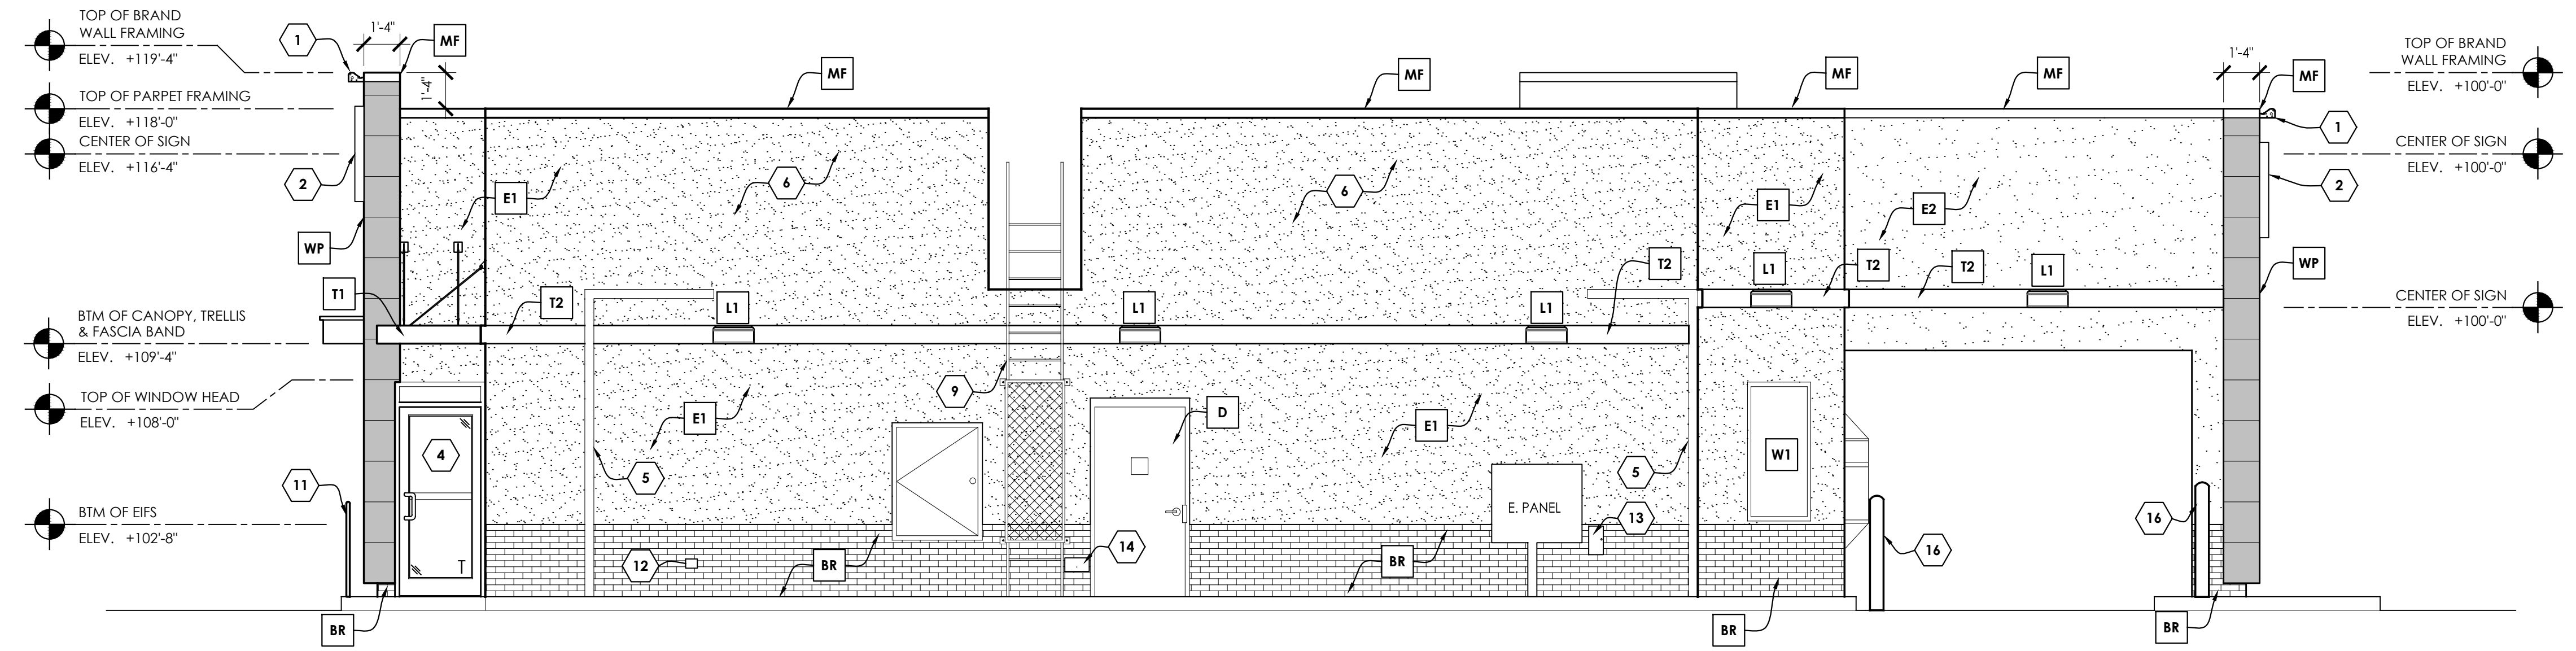 TOP OF BRAND
WALL FRAMING
ELEV. +119'-4"
TOP OF PARPET FRAMING
ELEV. +118'-0"
CENTER OF SIGN
ELEV. +116'-4"
BTM OF CANOPY, TRELLIS
& FASCIA BAND
ELEV. +109'-4"
TOP OF WINDOW HEAD
ELEV. +108'-0"
BTM OF EIFS
ELEV. +102'-8"
1
1'-4"
MF
1'-4"
2
WP
T1
11
4
T
BR
MF
E1
6
T2
L1
E1
5
12
BR
9
14
L1
D
MF
6
L1
T2
E1
5
E. PANEL
13
BR
MF
E1
L1
T2
W1
BR
MF
E2
T2
L1
16
16
BR
1'-4"
MF
1
2
WP
TOP OF BRAND
WALL FRAMING
ELEV. +100'-0"
CENTER OF SIGN
ELEV. +100'-0"
CENTER OF SIGN
ELEV. +100'-0"